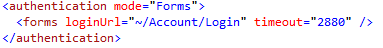 <authentication mode="Forms">
<forms loginUrl="~/Account/Login" timeout="2880" />
</authentication>